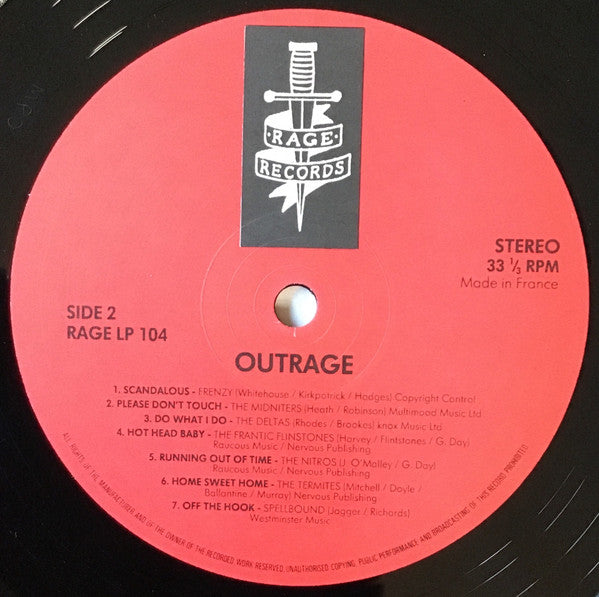 ·RAGE·
RECORDS
STEREO
33 ⅓ RPM
Made in France
SIDE 2
RAGE LP 104
OUTRAGE
1. SCANDALOUS - FRENZY (Whitehouse / Kirkpatrick / Hodges) Copyright Control
2. PLEASE DON'T TOUCH - THE MIDNITERS (Heath / Robinson) Multimood Music Ltd
3. DO WHAT I DO - THE DELTAS (Rhodes / Brookes) knox Music Ltd
4. HOT HEAD BABY - THE FRANTIC FLINSTONES (Harvey / Flintstones / G. Day)
Raucous Music / Nervous Publishing
5. RUNNING OUT OF TIME - THE NITROS (J. O'Malley / G. Day)
Raucous Music / Nervous Publishing
6. HOME SWEET HOME - THE TERMITES (Mitchell / Doyle /
Ballantine / Murray) Nervous Publishing
7. OFF THE HOOK - SPELLBOUND (Jagger / Richards)
Westminster Music
ALL RIGHTS OF THE MANUFACTURER AND OF THE OWNER OF THE RECORDED WORK RESERVED, UNAUTHORISED COPYING, PUBLIC PERFORMANCE AND BROADCASTING OF THIS RECORD PROHIBITED.